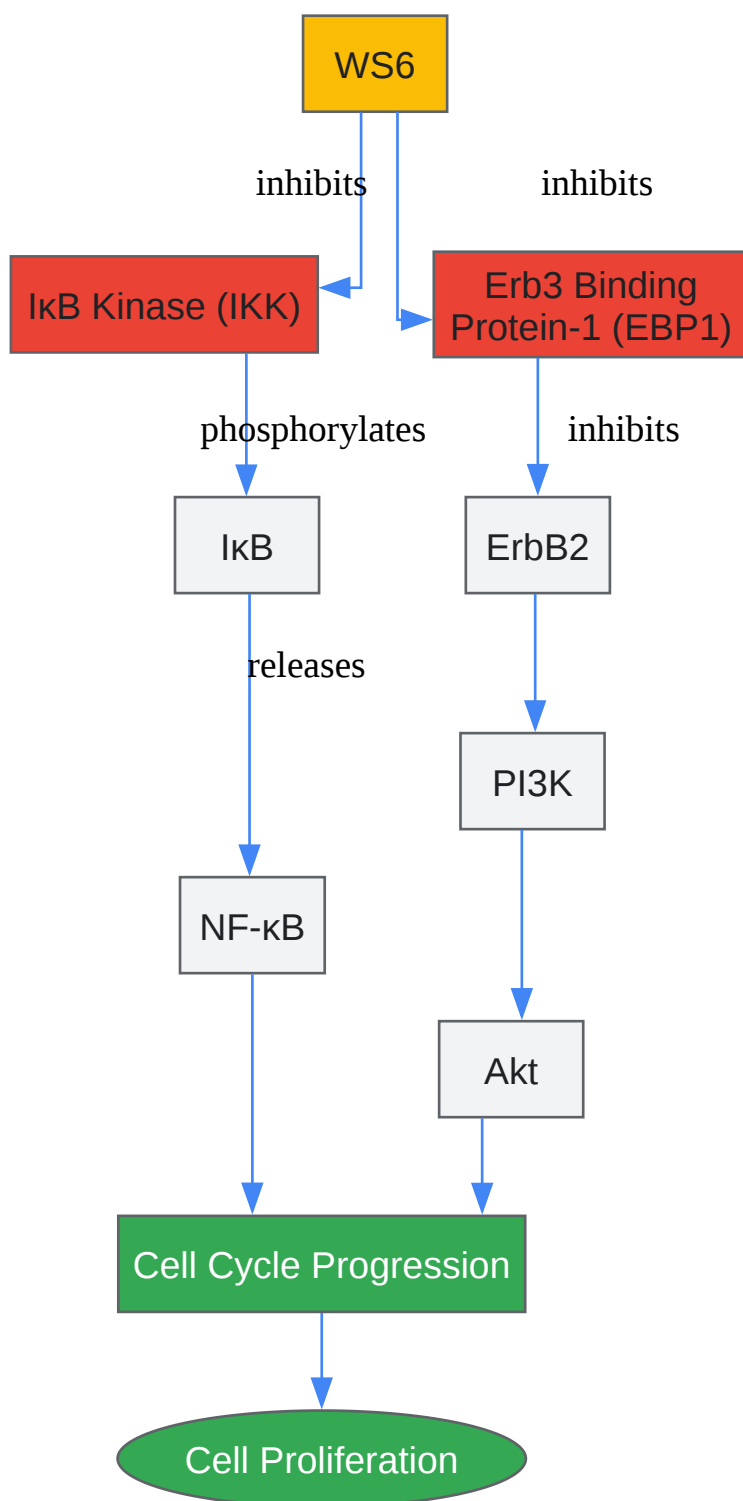 WS6
inhibits
inhibits
IκB Kinase (IKK)
Erb3 Binding
Protein-1 (EBP1)
phosphorylates
inhibits
IκB
ErbB2
releases
PI3K
NF-κB
Akt
Cell Cycle Progression
Cell Proliferation